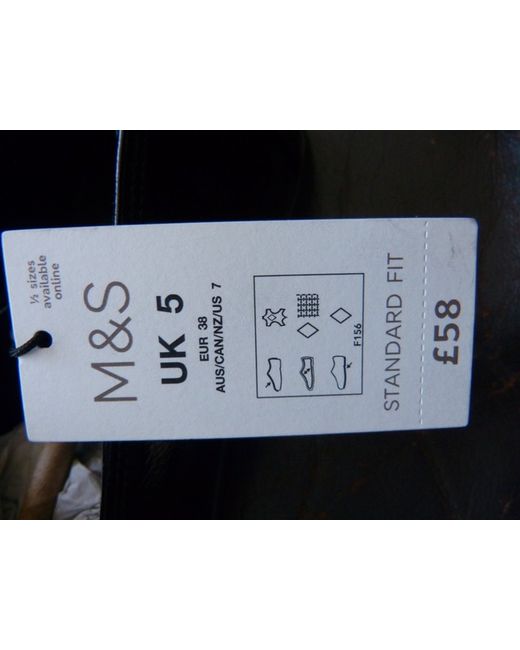 ½ sizes
available
online
M&S
UK 5
EUR 38
AUS/CAN/NZ/US 7
F156
STANDARD FIT
£58